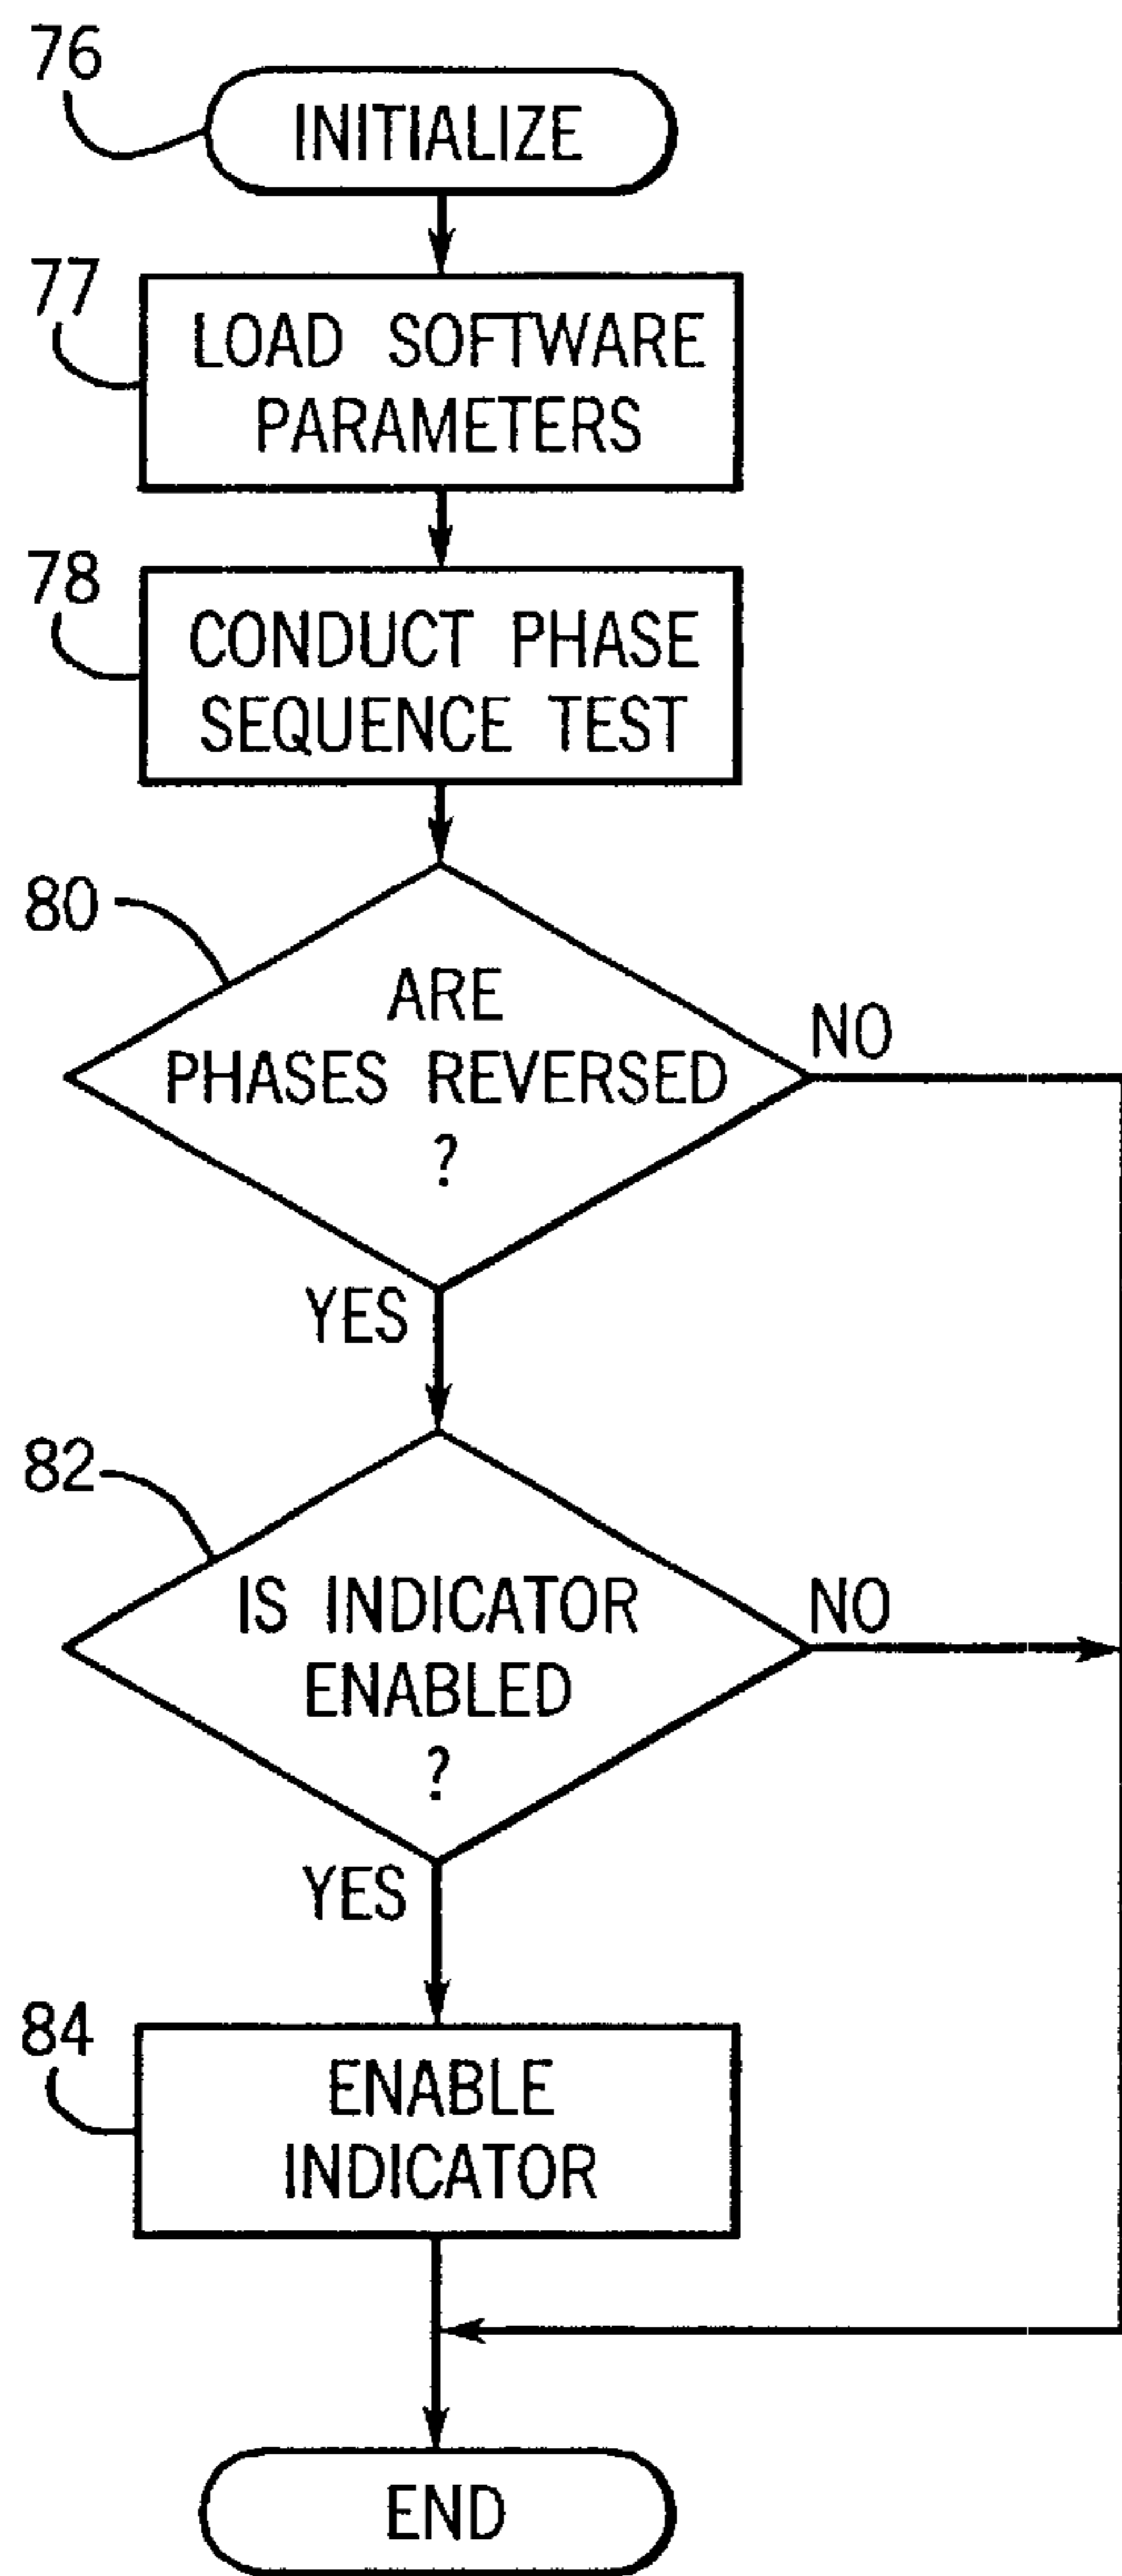 76
INITIALIZE
77
LOAD SOFTWARE
PARAMETERS
78
CONDUCT PHASE
SEQUENCE TEST
80
ARE
PHASES REVERSED
?
NO
YES
82
IS INDICATOR
ENABLED
?
NO
YES
84
ENABLE
INDICATOR
END